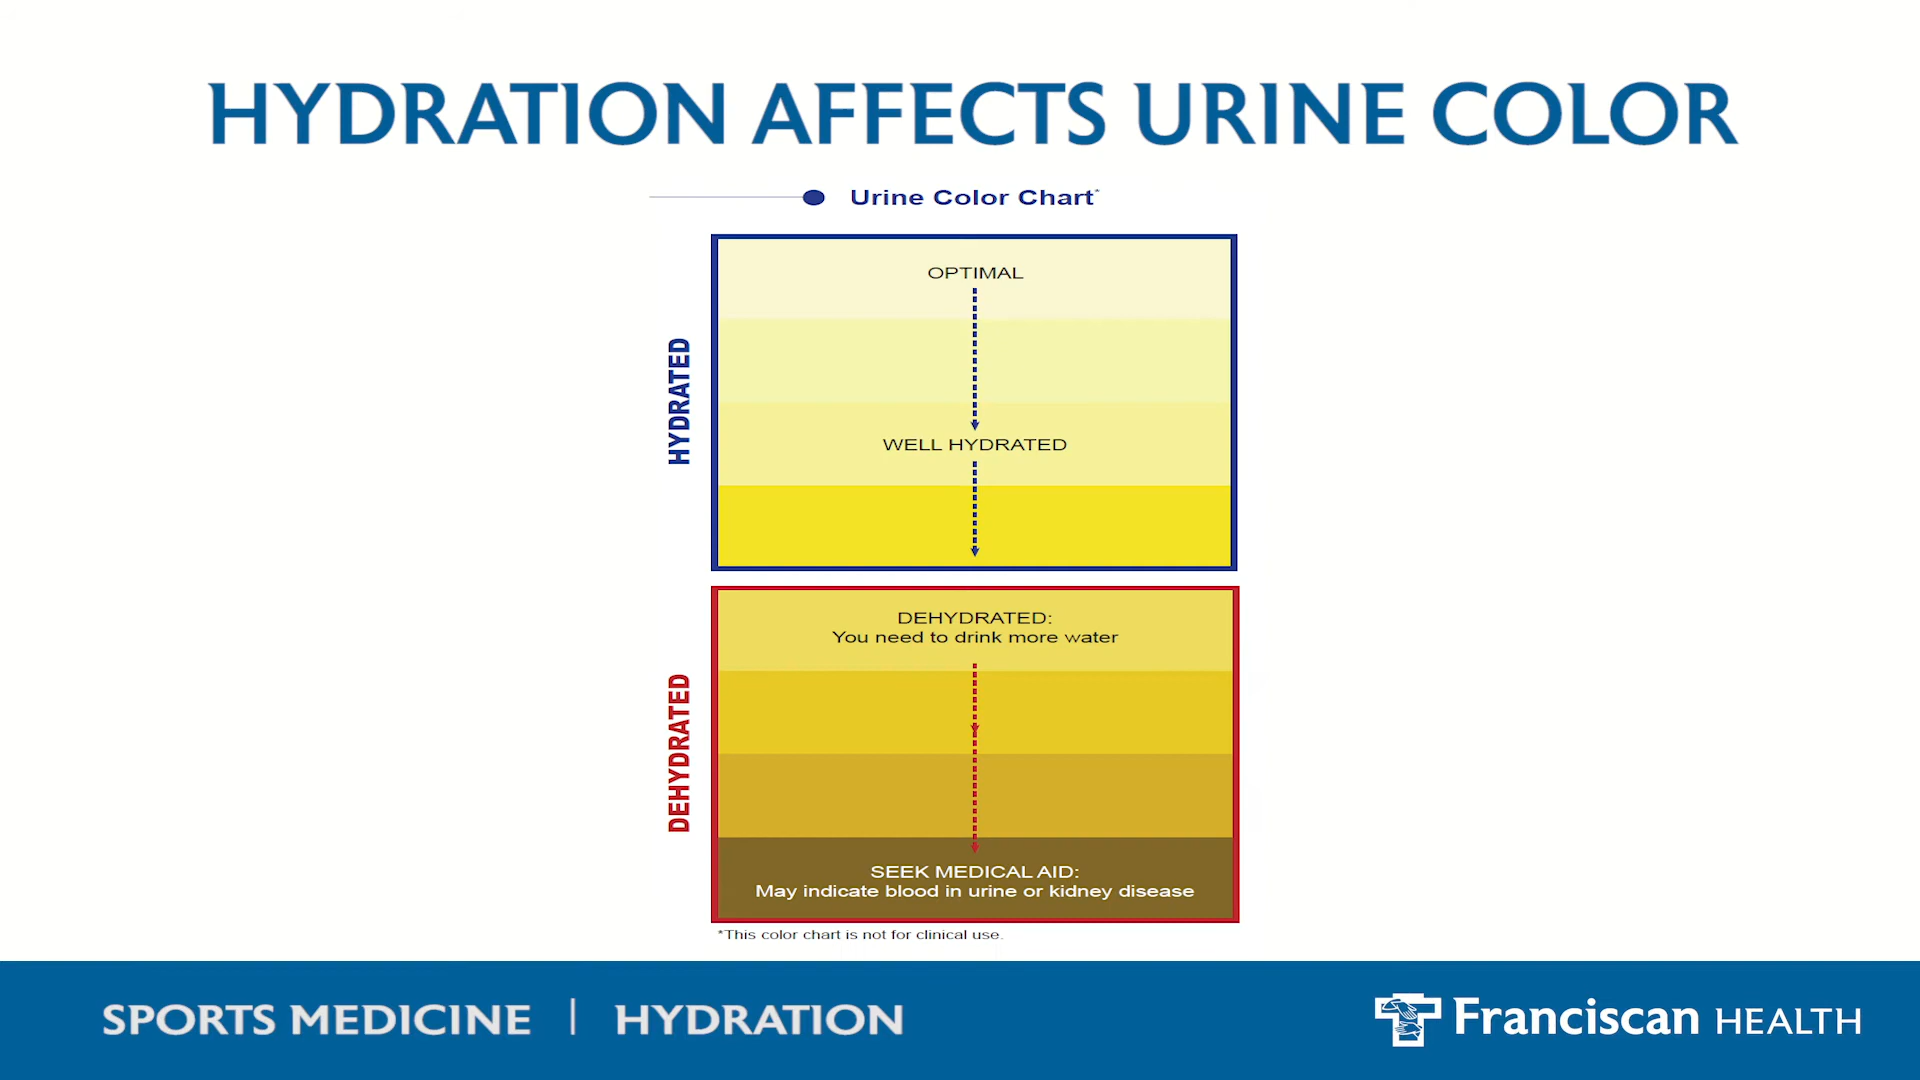 HYDRATION AFFECTS URINE COLOR
Urine Color Chart*
HYDRATED
OPTIMAL
WELL HYDRATED
DEHYDRATED
DEHYDRATED:
You need to drink more water
SEEK MEDICAL AID:
May indicate blood in urine or kidney disease
*This color chart is not for clinical use.
SPORTS MEDICINE | HYDRATION
Franciscan HEALTH